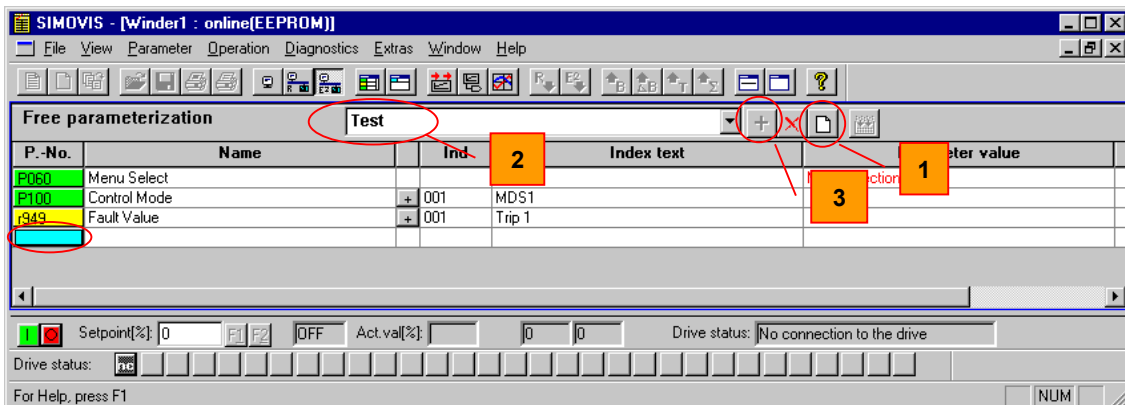 SIMOVIS - [Winder1 : online(EEPROM)]
File View Parameter Operation Diagnostics Extras Window Help
Free parameterization Test
P.-No. Name Ind Index text eter value
P060 Menu Select
P100 Control Mode + 001 MDS1
r949 Fault Value + 001 Trip 1
2
1
3
Setpoint[%]: 0 F1 F2 OFF Act.val[%]: 0 0 Drive status: No connection to the drive
Drive status: nc
For Help, press F1 NUM